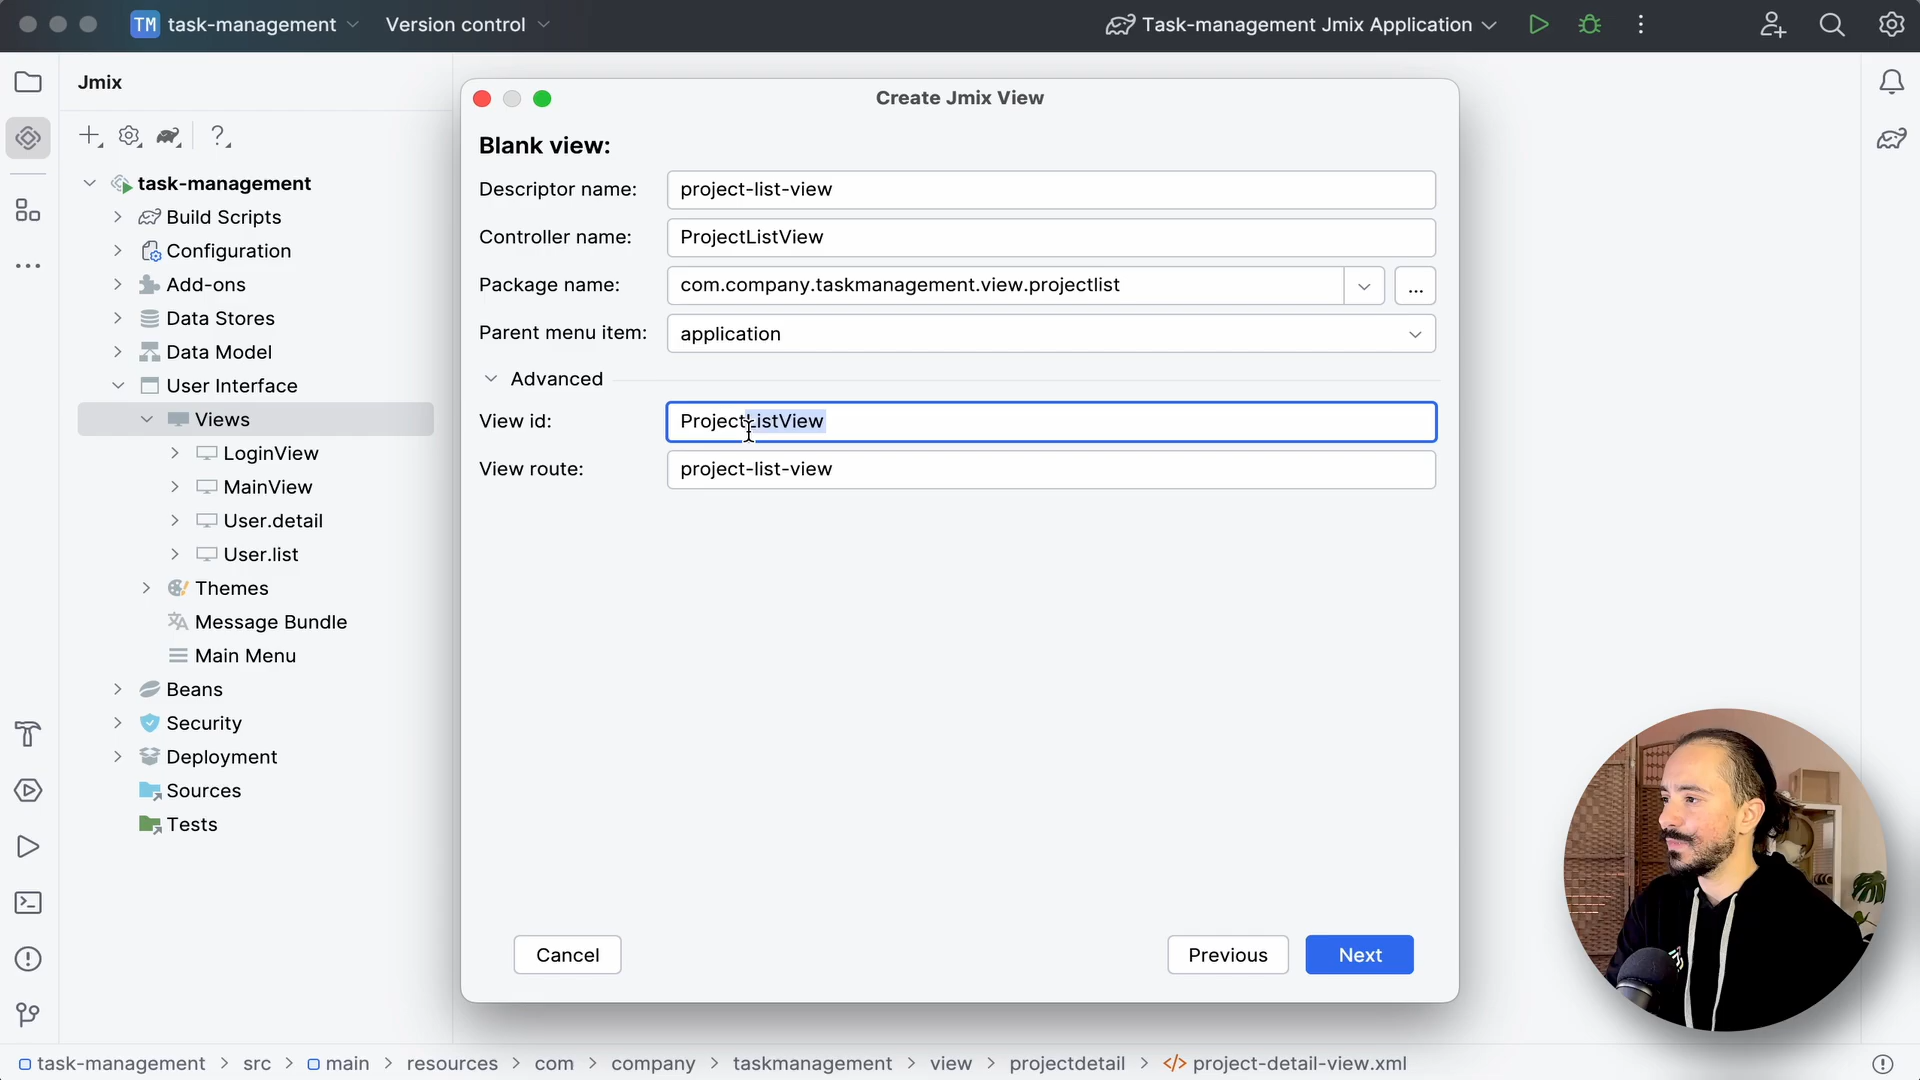 TM task-management Version control Task-management Jmix Application
Jmix
task-management
Build Scripts
Configuration
Add-ons
Data Stores
Data Model
User Interface
Views
LoginView
MainView
User.detail
User.list
Themes
Message Bundle
Main Menu
Beans
Security
Deployment
Sources
Tests
Create Jmix View
Blank view:
Descriptor name: project-list-view
Controller name: ProjectListView
Package name: com.company.taskmanagement.view.projectlist ...
Parent menu item: application
Advanced
View id: ProjectListView
View route: project-list-view
Cancel Previous Next
task-management > src > main > resources > com > company > taskmanagement > view > projectdetail > </> project-detail-view.xml